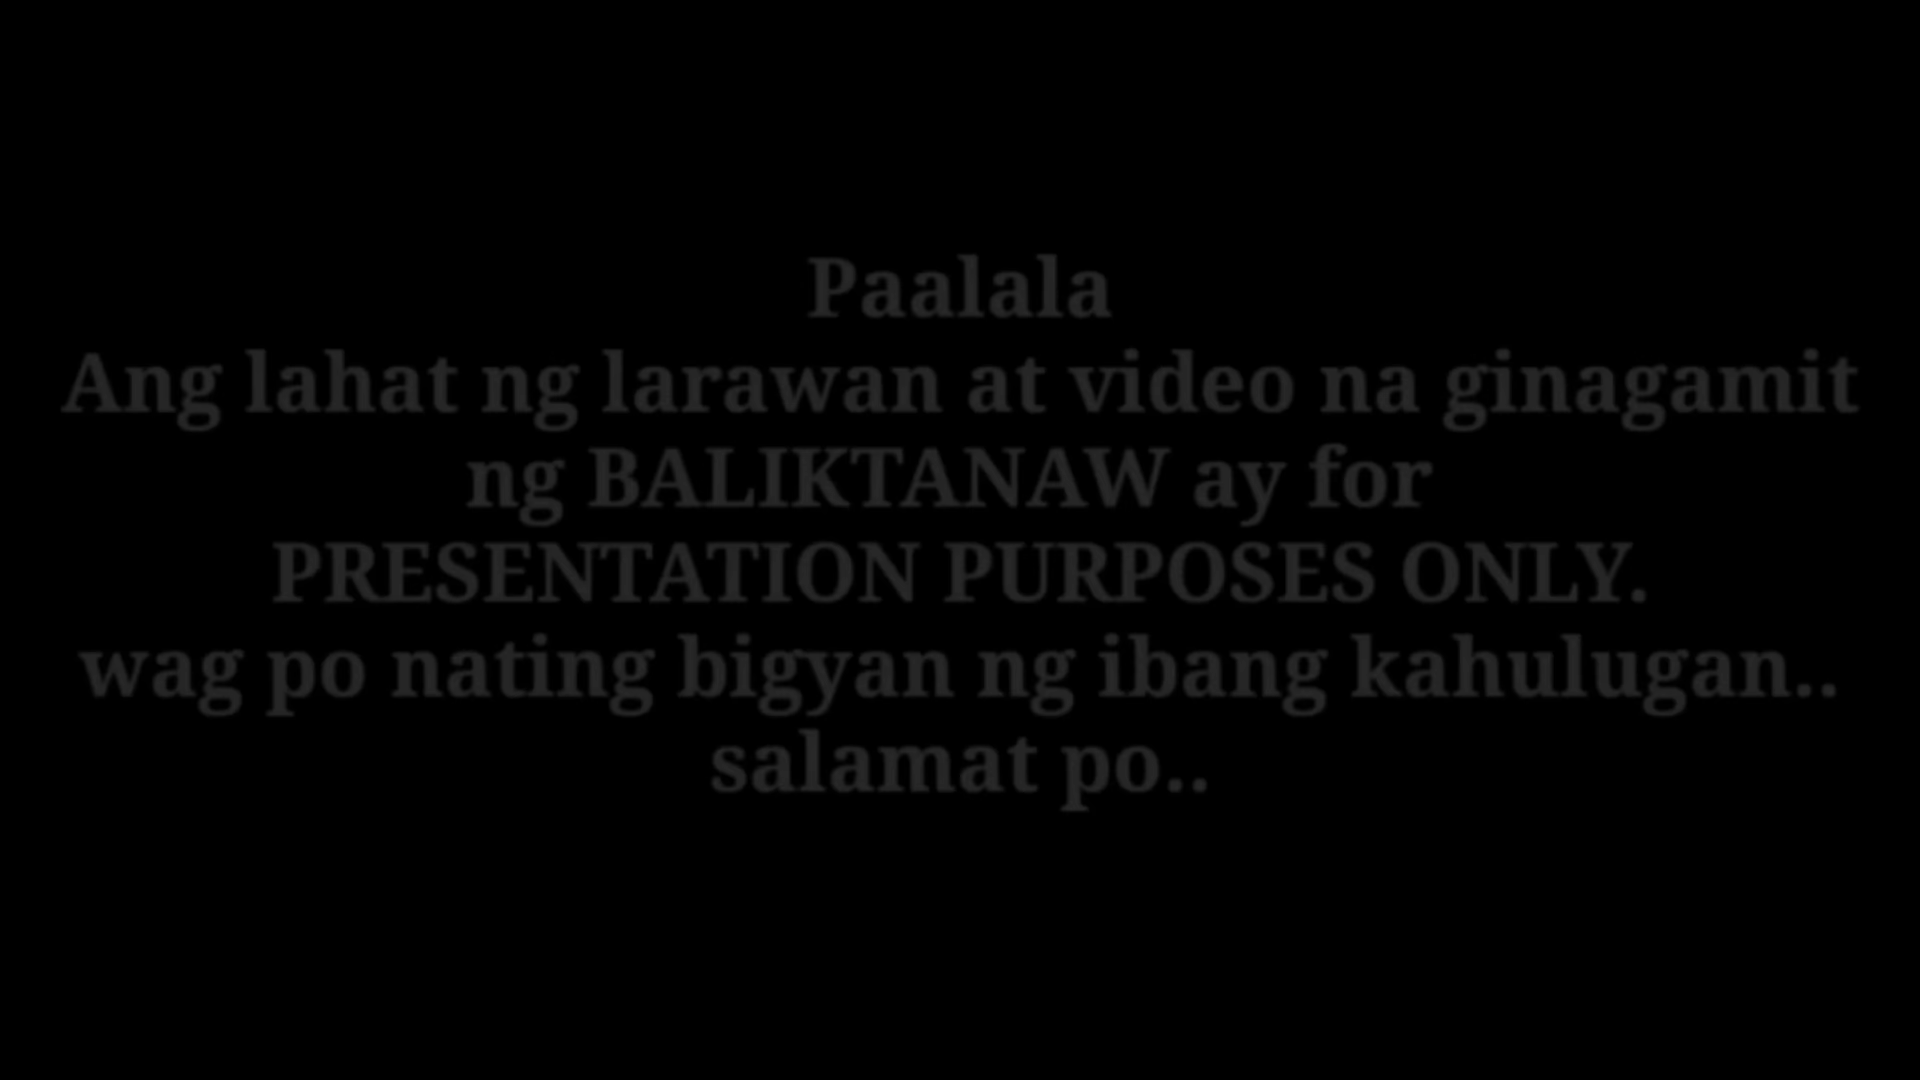 Paalala
Ang lahat ng larawan at video na ginagamit
ng BALIKTANAW ay for
PRESENTATION PURPOSES ONLY.
wag po nating bigyan ng ibang kahulugan..
salamat po..